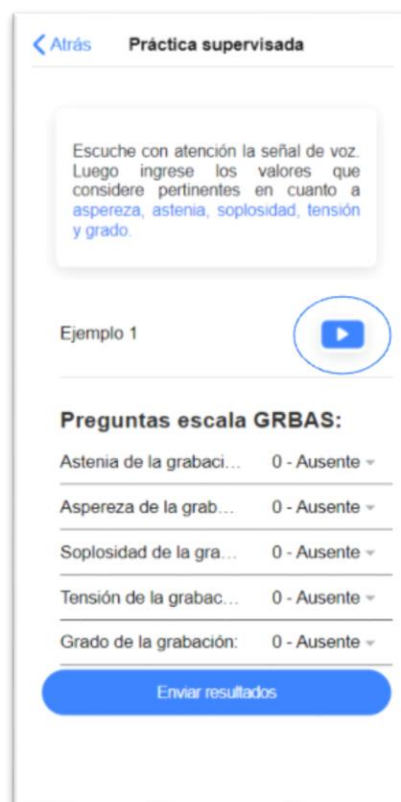 Atrás Práctica supervisada
Escuche con atención la señal de voz.
Luego ingrese los valores que
considere pertinentes en cuanto a
aspereza, astenia, soplosidad, tensión
y grado.
Ejemplo 1
Preguntas escala GRBAS:
Astenia de la grabaci... 0 - Ausente
Aspereza de la grab... 0 - Ausente
Soplosidad de la gra... 0 - Ausente
Tensión de la grabac... 0 - Ausente
Grado de la grabación: 0 - Ausente
Enviar resultados